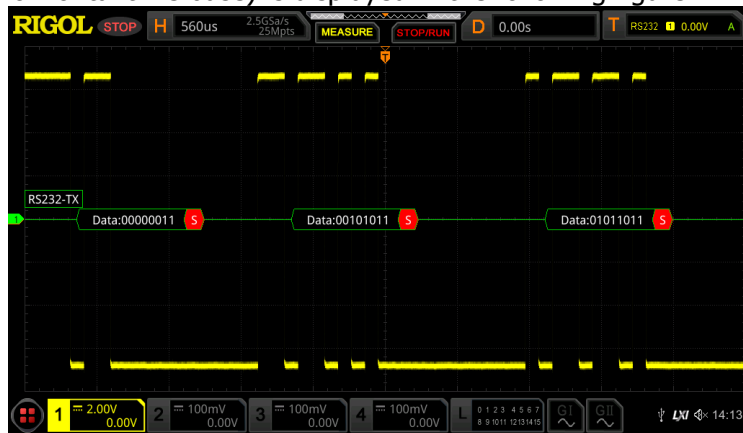 RIGOL STOP H 560us 2.5GSa/s 25Mpts MEASURE STOP/RUN D 0.00s T RS232 1 0.00V A
T
RS232-TX
1 Data:00000011 S Data:00101011 S Data:01011011 S
1 2.00V 0.00V 2 100mV 0.00V 3 100mV 0.00V 4 100mV 0.00V L 0 1 2 3 4 5 6 7 8 9 10 11 12 13 14 15 GI GII LXI 14:13